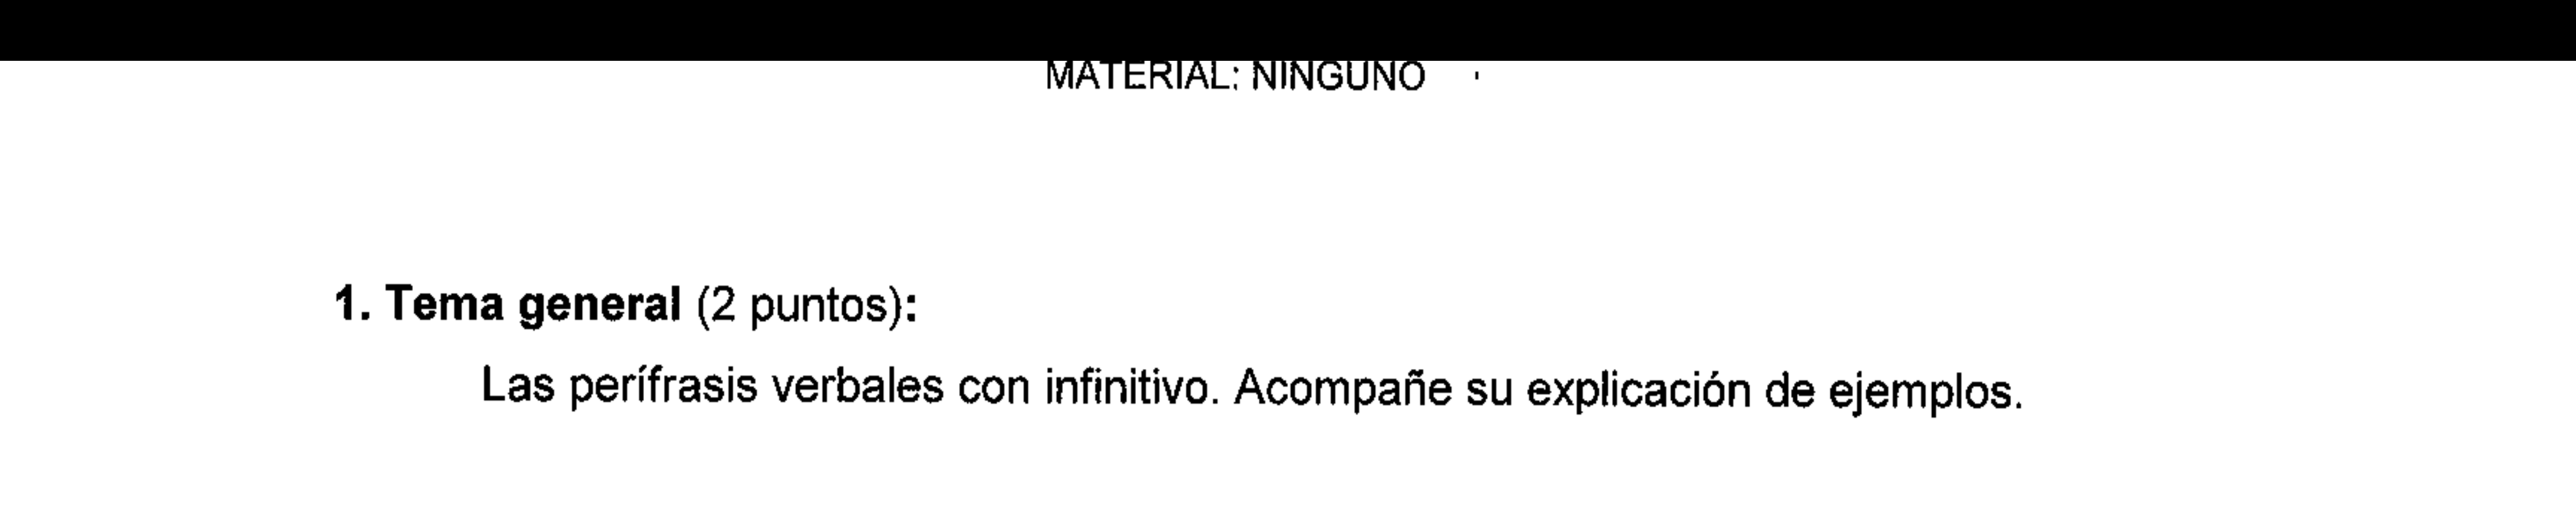 MATERIAL: NINGUNO
1. Tema general (2 puntos):
Las perífrasis verbales con infinitivo. Acompañe su explicación de ejemplos.